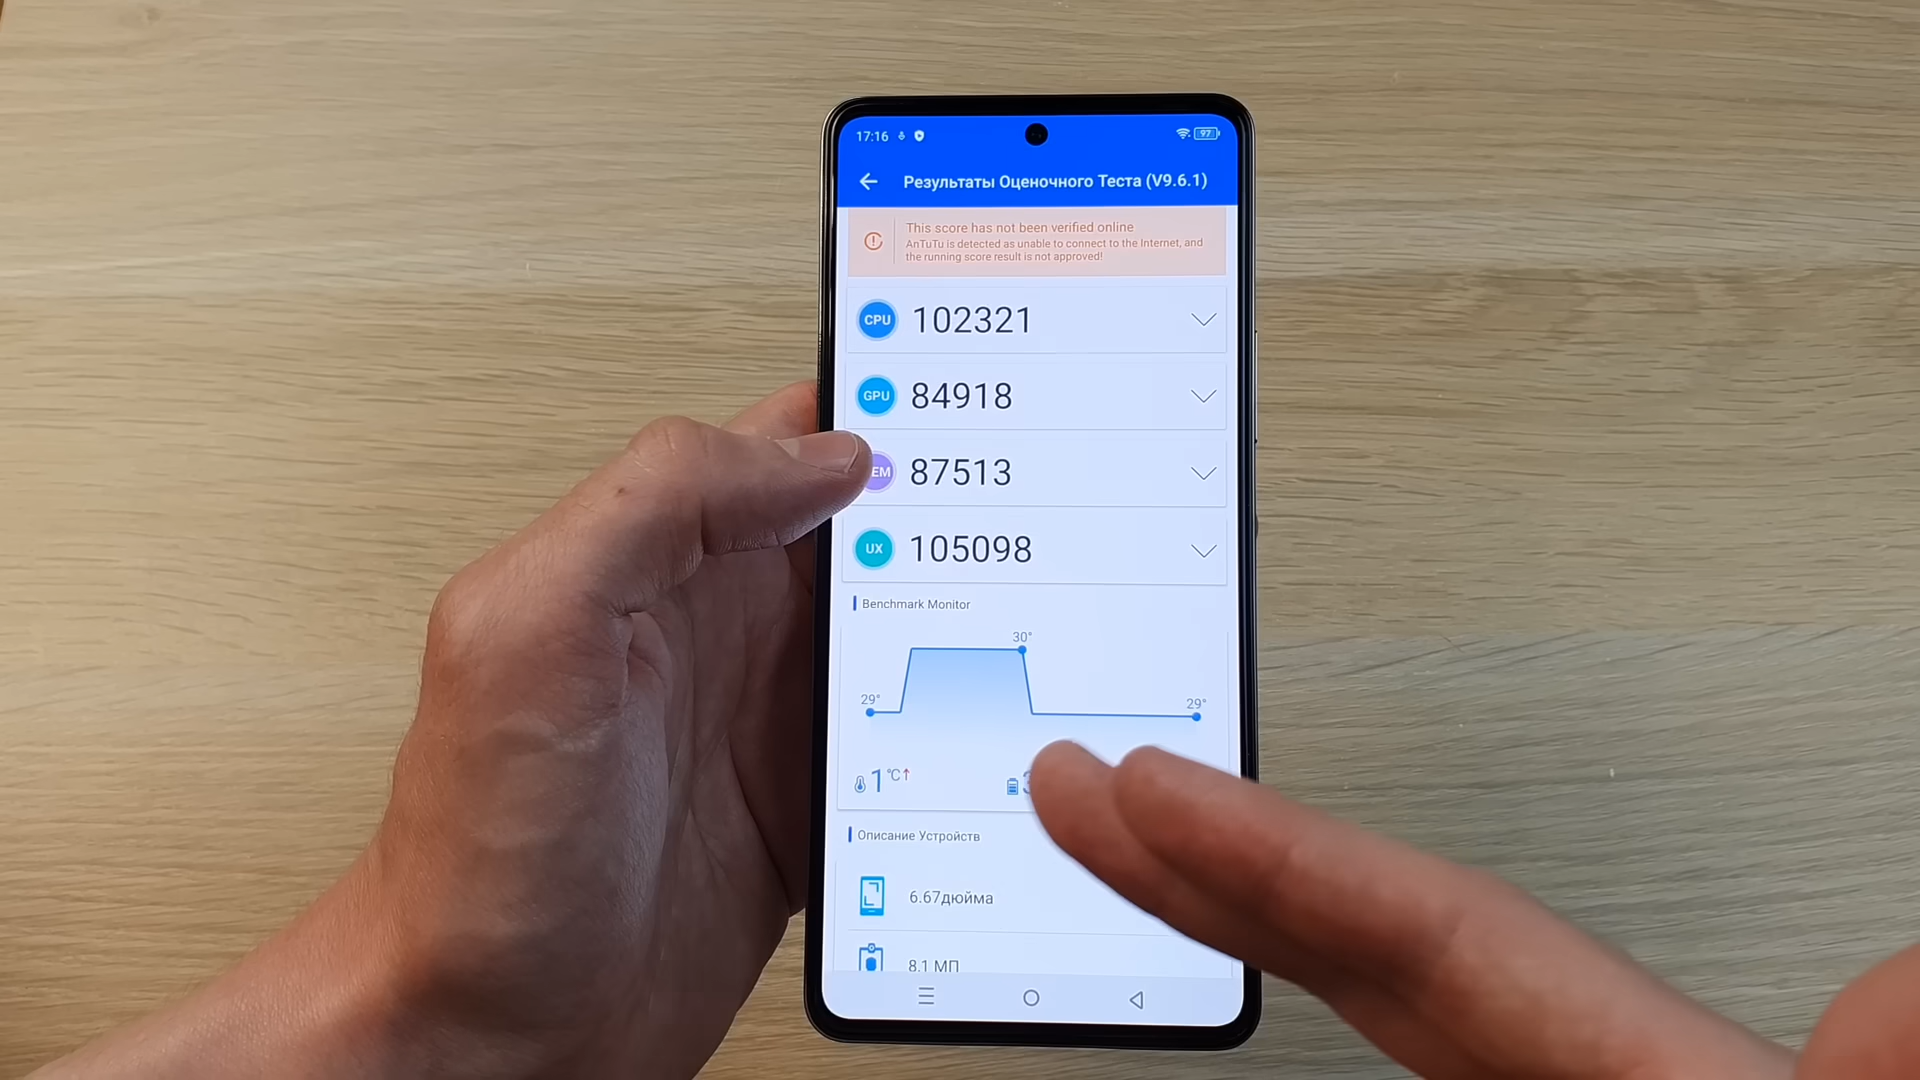 17:16
97
Результаты Оценочного Теста (V9.6.1)
This score has not been verified online
AnTuTu is detected as unable to connect to the Internet, and
the running score result is not approved!
CPU 102321
GPU 84918
EM 87513
UX 105098
Benchmark Monitor
30°
29°
29°
1 °C↑
Описание Устройств
6.67дюйма
8.1 МП